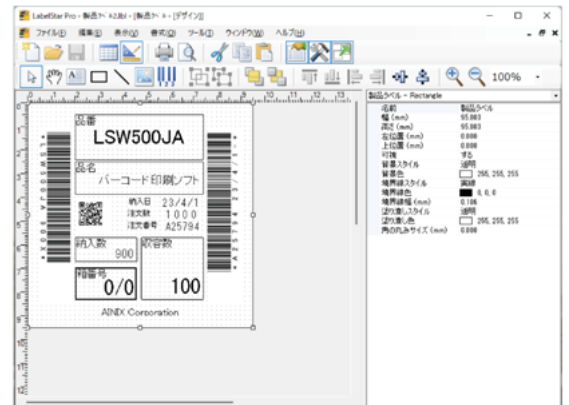 LabelStar Pro - 製品ラベル2.lbl - [製品ラベル - [デザイン]]
ファイル(F) 編集(E) 表示(V) 書式(O) ツール(T) ウィンドウ(W) ヘルプ(H)
100%
製品ラベル - Rectangle
名前 製品ラベル
幅 (mm) 95.003
高さ (mm) 95.003
左位置 (mm) 0.000
上位置 (mm) 0.000
可視 する
背景スタイル 透明
背景色 255, 255, 255
境界線スタイル 実線
境界線色 0, 0, 0
境界線幅 (mm) 0.106
塗り潰しスタイル 透明
塗り潰し色 255, 255, 255
角の丸みサイズ (mm) 0.000
品番
LSW500JA
品名
バーコード印刷ソフト
納入日 23/4/1
注文数 1000
注文番号 A25794
納入数
900
収容数
100
箱番号
0/0
AINIX Corporation